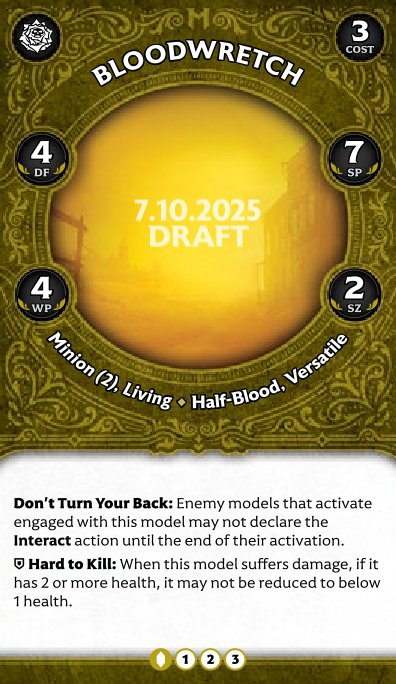 3
COST
BLOODWRETCH
4
DF
7
SP
7.10.2025
DRAFT
4
WP
2
SZ
Minion (2), Living ⬥ Half-Blood, Versatile
Don't Turn Your Back: Enemy models that activate
engaged with this model may not declare the
Interact action until the end of their activation.
Hard to Kill: When this model suffers damage, if it
has 2 or more health, it may not be reduced to below
1 health.
1 2 3